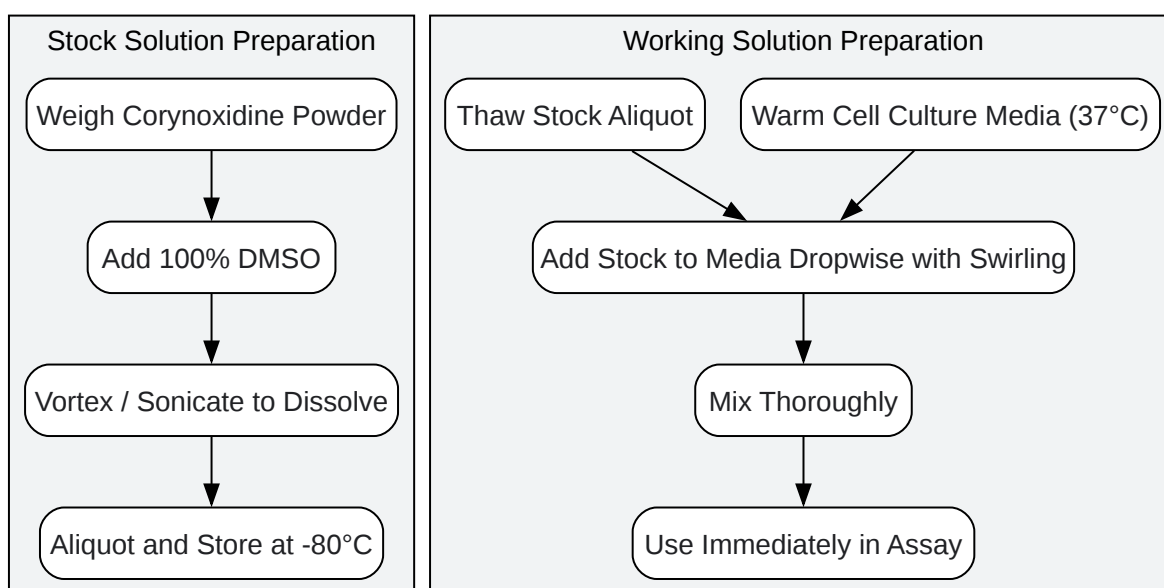 Stock Solution Preparation
Weigh Corynoxidine Powder
Add 100% DMSO
Vortex / Sonicate to Dissolve
Aliquot and Store at -80°C
Working Solution Preparation
Thaw Stock Aliquot
Warm Cell Culture Media (37°C)
Add Stock to Media Dropwise with Swirling
Mix Thoroughly
Use Immediately in Assay